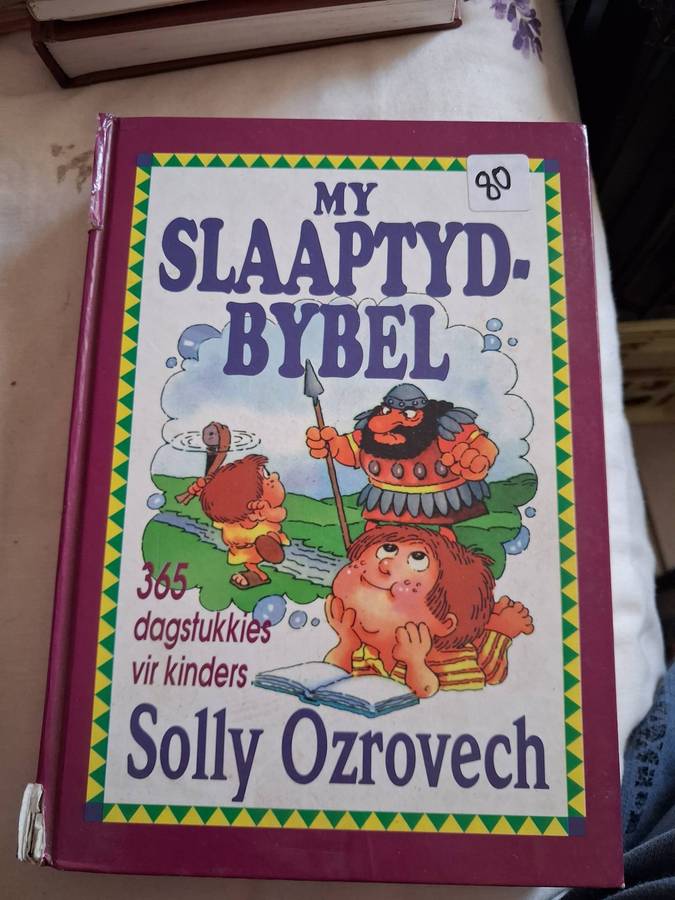 80
MY
SLAAPTYD-
BYBEL
365
dagstukkies
vir kinders
Solly Ozrovech